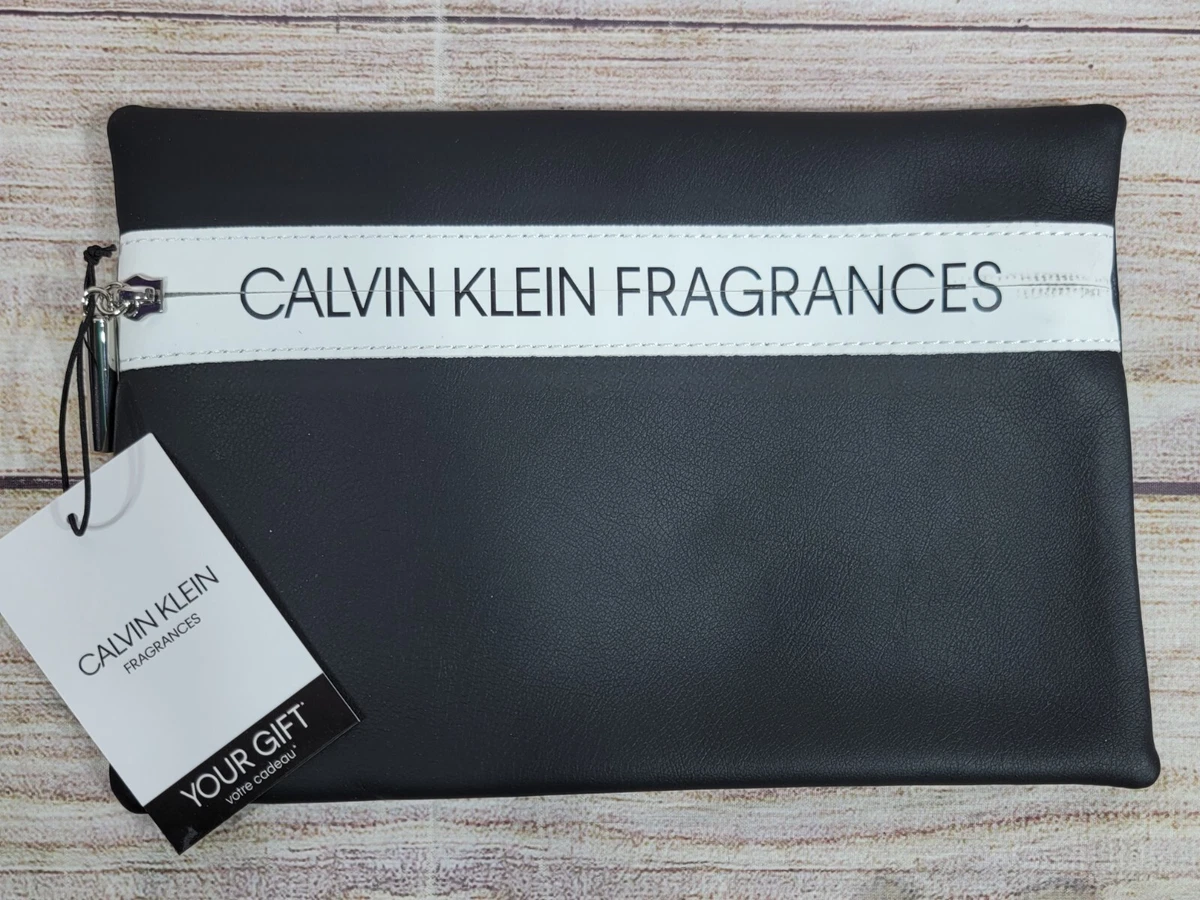 CALVIN KLEIN FRAGRANCES
CALVIN KLEIN
FRAGRANCES
YOUR GIFT*
votre cadeau*